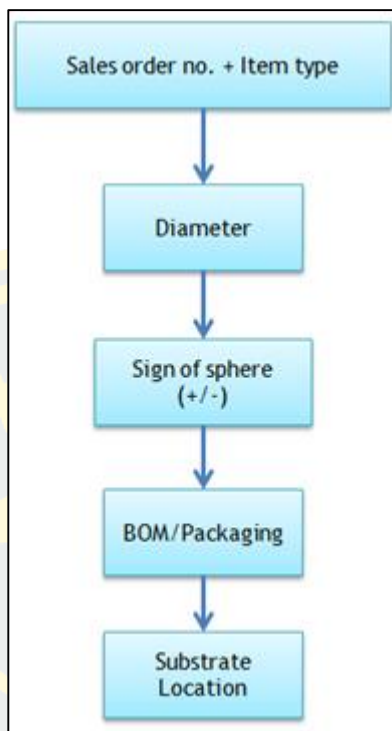 Sales order no. + Item type
Diameter
Sign of sphere
(+/-)
BOM/Packaging
Substrate
Location